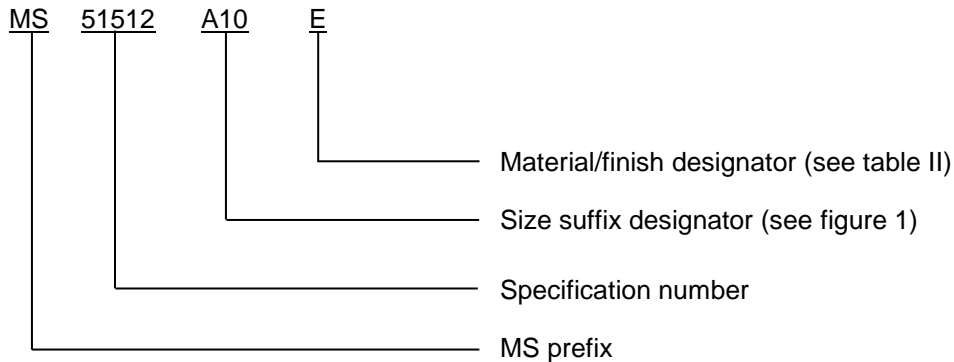 MS 51512 A10 E
Material/finish designator (see table II)
Size suffix designator (see figure 1)
Specification number
MS prefix